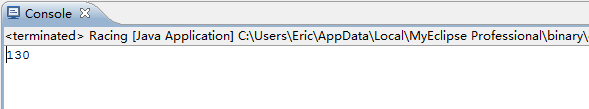 Console
<terminated> Racing [Java Application] C:\Users\Eric\AppData\Local\MyEclipse Professional\binary\
130